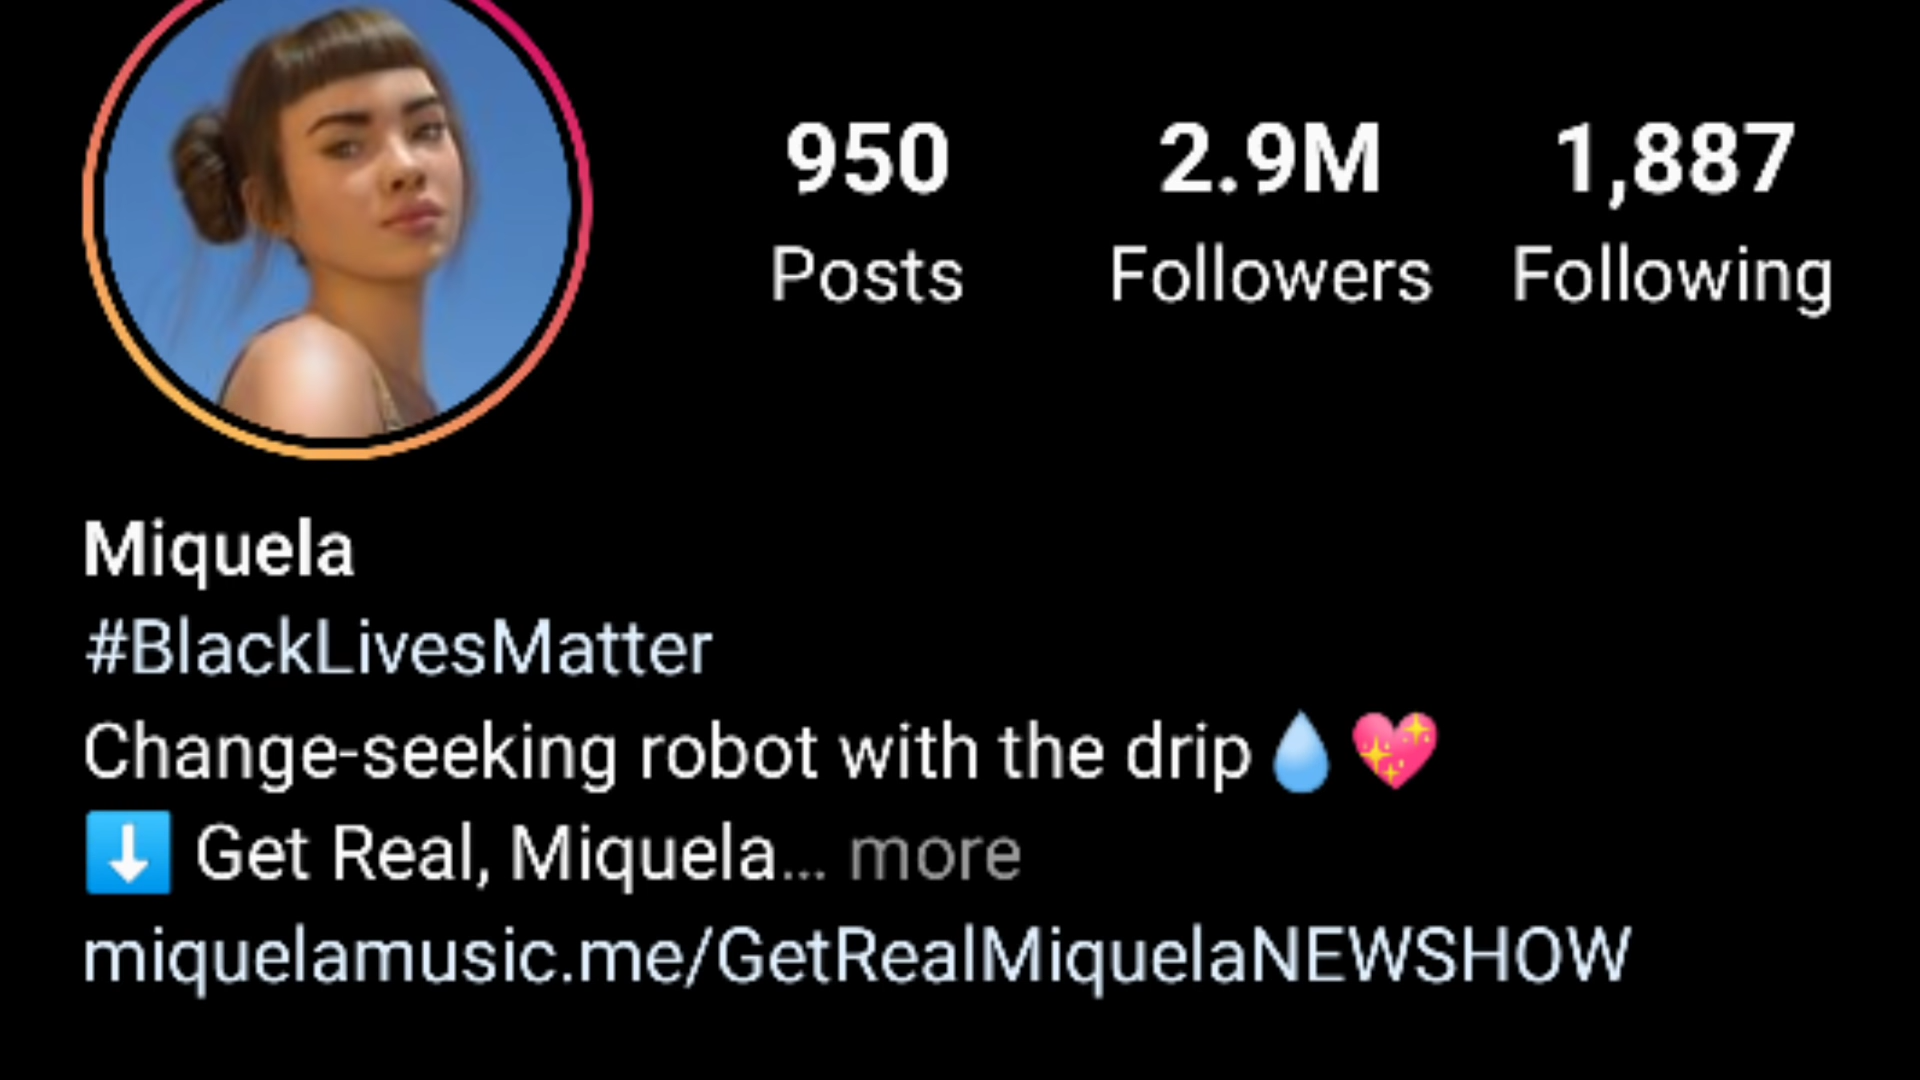 950 2.9M 1,887
Posts Followers Following
Miquela
#BlackLivesMatter
Change-seeking robot with the drip💧💖
⬇️ Get Real, Miquela... more
miquelamusic.me/GetRealMiquelaNEWSHOW